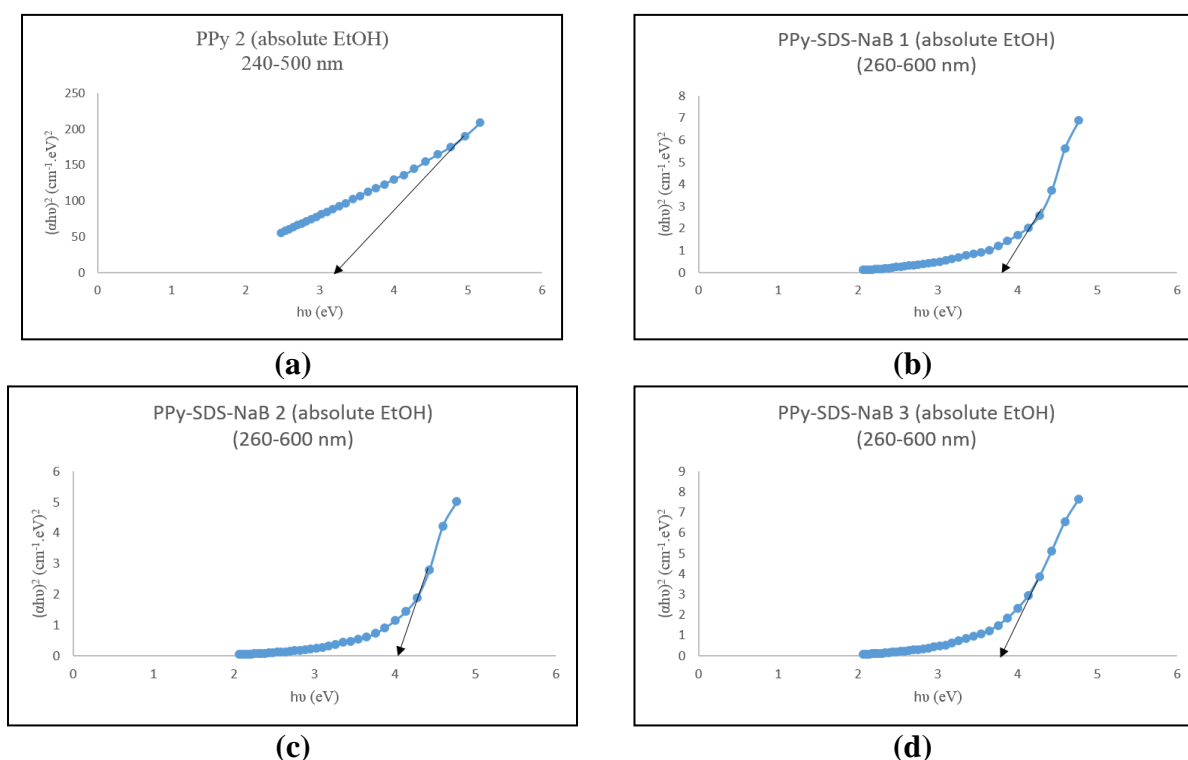 PPy 2 (absolute EtOH)
240-500 nm
(αhυ)² (cm⁻¹.eV)²
250
200
150
100
50
0
0 1 2 3 4 5 6
hυ (eV)
(a)
PPy-SDS-NaB 1 (absolute EtOH)
(260-600 nm)
(αhυ)² (cm⁻¹.eV)²
8
7
6
5
4
3
2
1
0
0 1 2 3 4 5 6
hυ (eV)
(b)
PPy-SDS-NaB 2 (absolute EtOH)
(260-600 nm)
(αhυ)² (cm⁻¹.eV)²
6
5
4
3
2
1
0
0 1 2 3 4 5 6
hυ (eV)
(c)
PPy-SDS-NaB 3 (absolute EtOH)
(260-600 nm)
(αhυ)² (cm⁻¹.eV)²
9
8
7
6
5
4
3
2
1
0
0 1 2 3 4 5 6
hυ (eV)
(d)